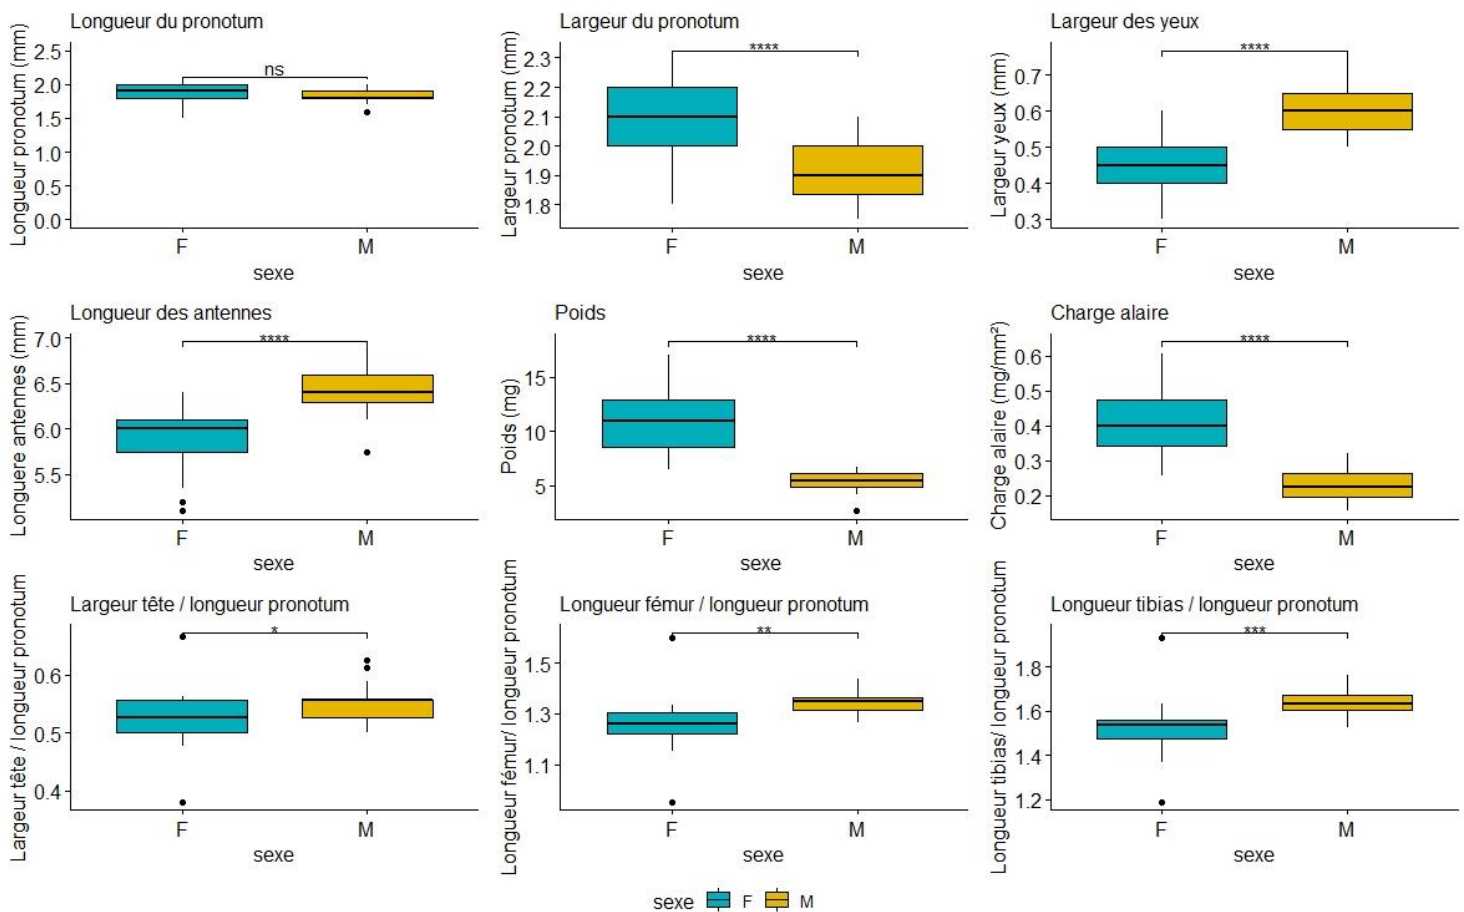 Longueur du pronotum
Longueur pronotum (mm)
2.5
2.0
1.5
1.0
0.5
0.0
ns
F M
sexe
Largeur du pronotum
Largeur pronotum (mm)
2.3
2.2
2.1
2.0
1.9
1.8
****
F M
sexe
Largeur des yeux
Largeur yeux (mm)
0.7
0.6
0.5
0.4
0.3
****
F M
sexe
Longueur des antennes
Longuere antennes (mm)
7.0
6.5
6.0
5.5
****
F M
sexe
Poids
Poids (mg)
15
10
5
****
F M
sexe
Charge alaire
Charge alaire (mg/mm²)
0.6
0.5
0.4
0.3
0.2
****
F M
sexe
Largeur tête / longueur pronotum
Largeur tête / longueur pronotum
0.6
0.5
0.4
*
F M
sexe
Longueur fémur / longueur pronotum
Longueur fémur/ longueur pronotum
1.5
1.3
1.1
**
F M
sexe
Longueur tibias / longueur pronotum
Longueur tibias/ longueur pronotum
1.8
1.6
1.4
1.2
***
F M
sexe
sexe F M